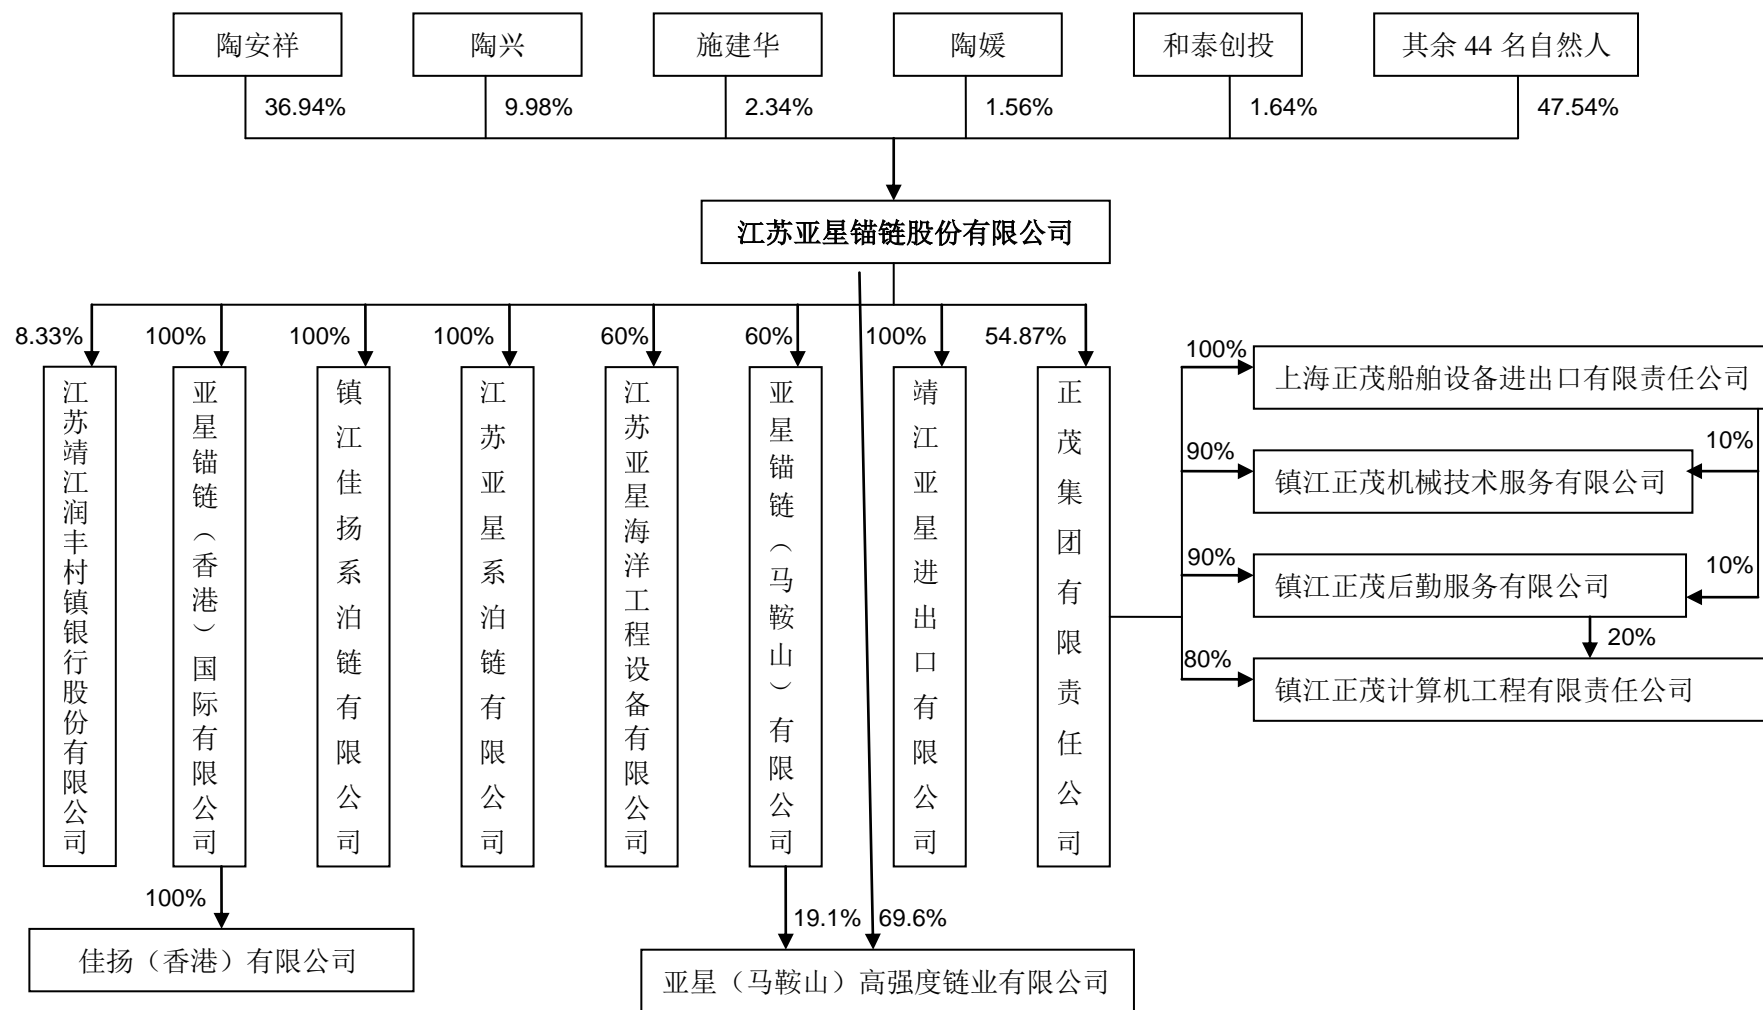 陶安祥
陶兴
施建华
陶媛
和泰创投
其余 44 名自然人
36.94%
9.98%
2.34%
1.56%
1.64%
47.54%
江苏亚星锚链股份有限公司
8.33%
100%
100%
100%
60%
60%
100%
54.87%
江苏靖江润丰村镇银行股份有限公司
亚星锚链（香港）国际有限公司
镇江佳扬系泊链有限公司
江苏亚星系泊链有限公司
江苏亚星海洋工程设备有限公司
亚星锚链（马鞍山）有限公司
靖江亚星进出口有限公司
正茂集团有限责任公司
100%
上海正茂船舶设备进出口有限责任公司
90%
10%
镇江正茂机械技术服务有限公司
90%
10%
镇江正茂后勤服务有限公司
20%
80%
镇江正茂计算机工程有限责任公司
100%
19.1%
69.6%
佳扬（香港）有限公司
亚星（马鞍山）高强度链业有限公司